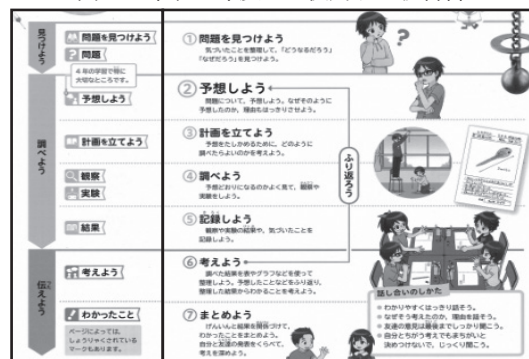 見つけよう
問題を見つけよう
問題
4年の学習で特に
大切なところです。
予想しよう
調べよう
計画を立てよう
観察
実験
結果
伝えよう
考えよう
わかったこと
ページによっては、
しょうりゃくされている
マークもあります。
①問題を見つけよう
気づいたことを整理して、「どうなるだろう」
「なぜだろう」を見つけよう。
②予想しよう
問題について、予想しよう。なぜそのように
予想したのか、理由もはっきりさせよう。
③計画を立てよう
予想をたしかめるために、どのように
調べたらよいのかを考えよう。
④調べよう
予想どおりになるのかよく見て、観察や
実験をしよう。
⑤記録しよう
観察や実験の結果や、気づいたことを
記録しよう。
⑥考えよう
調べた結果を表やグラフなどを使って
整理しよう。予想したことなどをふり返り、
整理した結果からわかることを考えよう。
⑦まとめよう
げんいんと結果を関係づけて、
わかったことをまとめよう。
自分と友達の発表をくらべて、
考えを深めよう。
ふり返ろう
話し合いのしかた
●わかりやすくはっきり話そう。
●なぜそう考えたのか、理由を話そう。
●友達の意見は最後までしっかり聞こう。
●自分とちがう考えでもまちがいと
決めつけないで、じっくり聞こう。